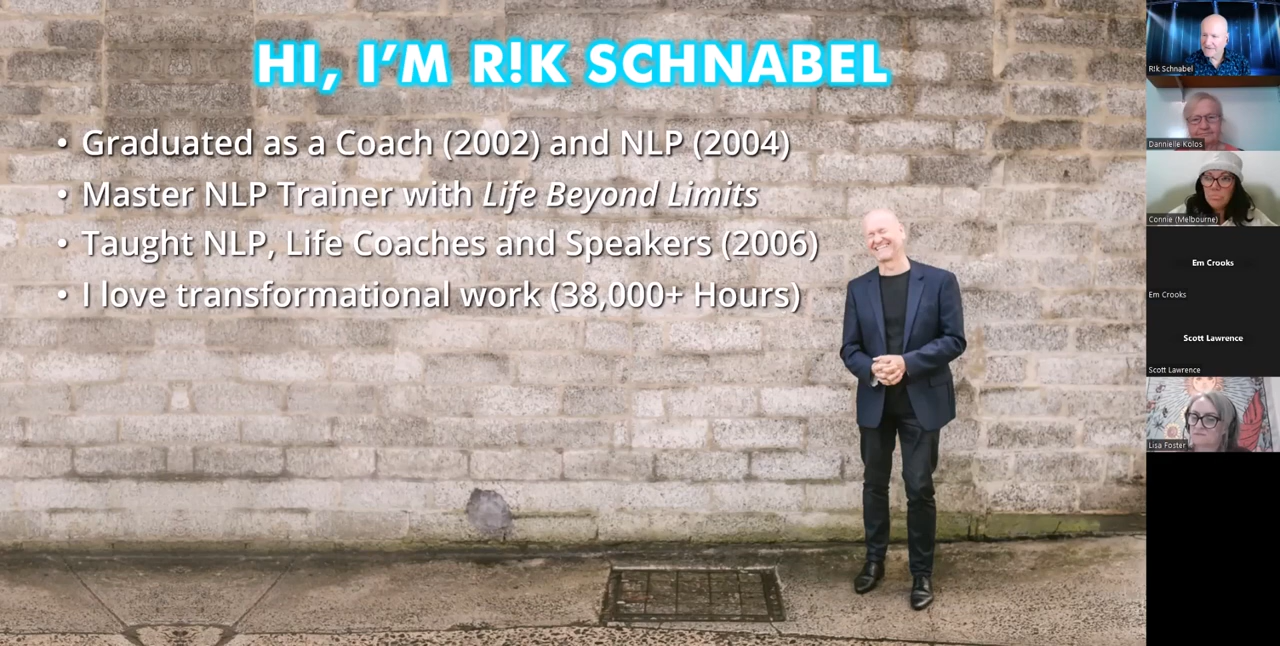 HI, I’M R!K SCHNABEL
• Graduated as a Coach (2002) and NLP (2004)
• Master NLP Trainer with Life Beyond Limits
• Taught NLP, Life Coaches and Speakers (2006)
• I love transformational work (38,000+ Hours)
R!k Schnabel
Dannielle Kolos
Connie (Melbourne)
Em Crooks
Em Crooks
Scott Lawrence
Scott Lawrence
Lisa Foster